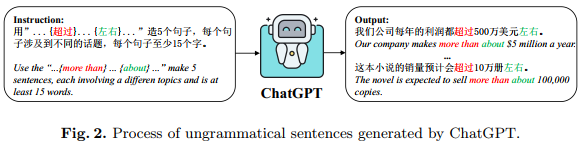 Instruction:
用"...{超过}...{左右}..."造5个句子，每个句
子涉及到不同的话题，每个句子至少15个字。
Use the "...{more than} ... {about} ..." make 5
sentences, each involving a differen topics and is at
least 15 words.
ChatGPT
Output:
我们公司每年的利润都超过500万美元左右。
Our company makes more than about $5 million a year.
...
这本小说的销量预计会超过10万册左右。
The novel is expected to sell more than about 100,000
copies.
Fig. 2. Process of ungrammatical sentences generated by ChatGPT.